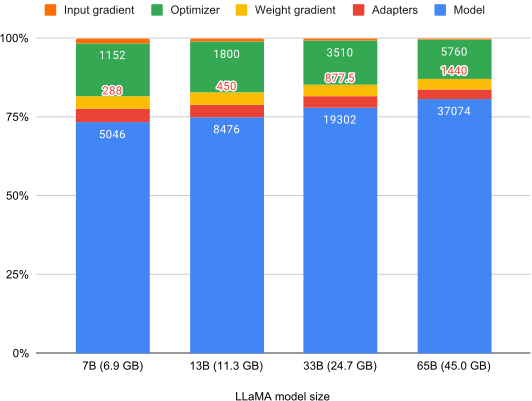 Input gradient Optimizer Weight gradient Adapters Model
100%
1152 1800 3510 5760
288 450 877.5 1440
75%
5046 8476 19302 37074
50%
25%
0%
7B (6.9 GB) 13B (11.3 GB) 33B (24.7 GB) 65B (45.0 GB)
LLaMA model size